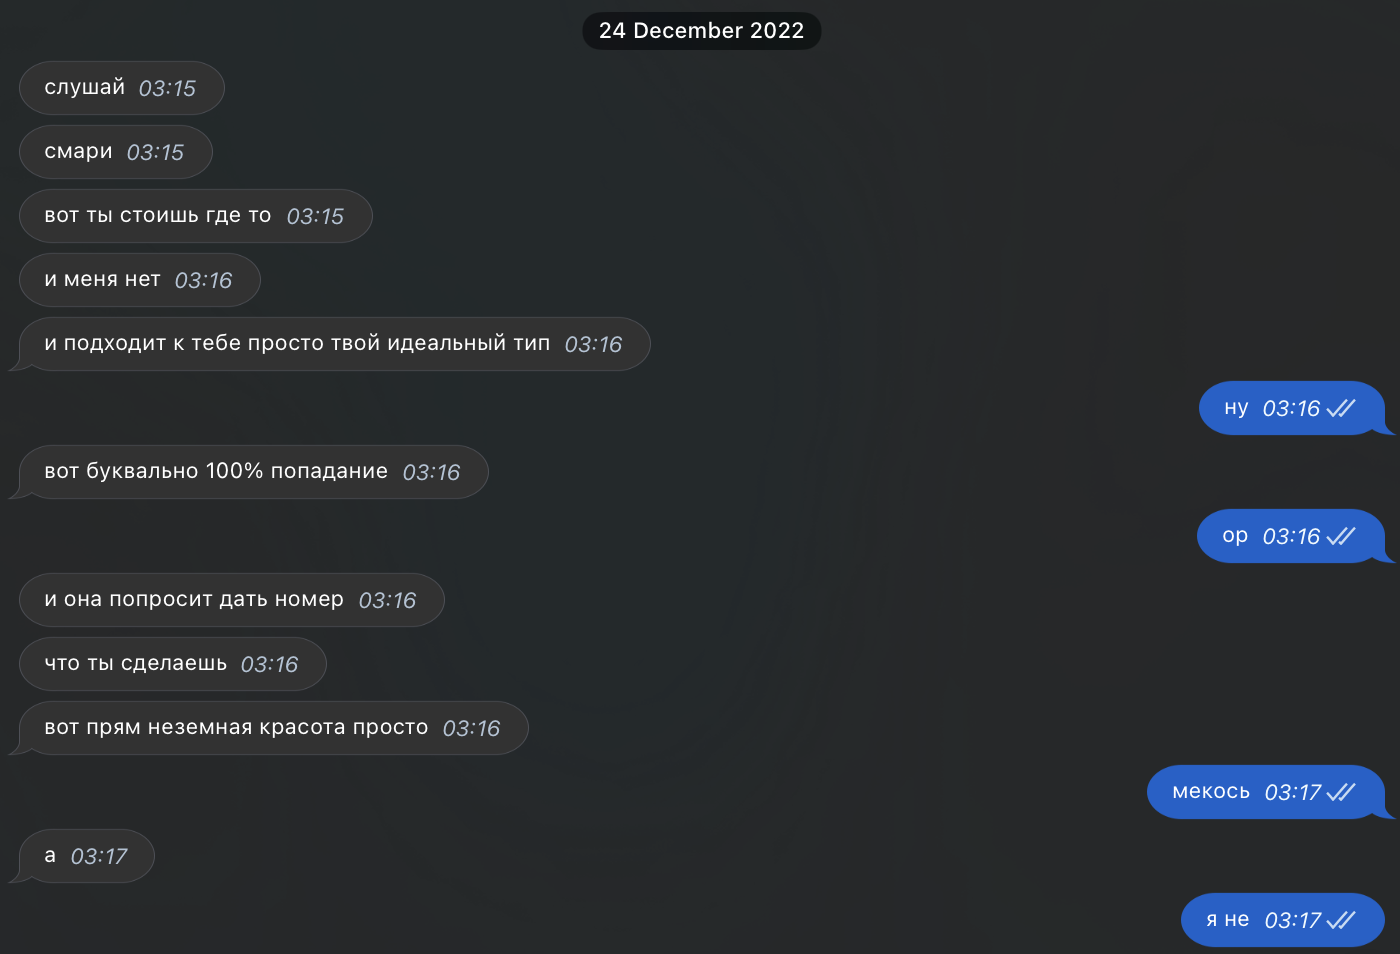 24 December 2022
слушай 03:15
смари 03:15
вот ты стоишь где то 03:15
и меня нет 03:16
и подходит к тебе просто твой идеальный тип 03:16
ну 03:16
вот буквально 100% попадание 03:16
ор 03:16
и она попросит дать номер 03:16
что ты сделаешь 03:16
вот прям неземная красота просто 03:16
мекось 03:17
а 03:17
я не 03:17